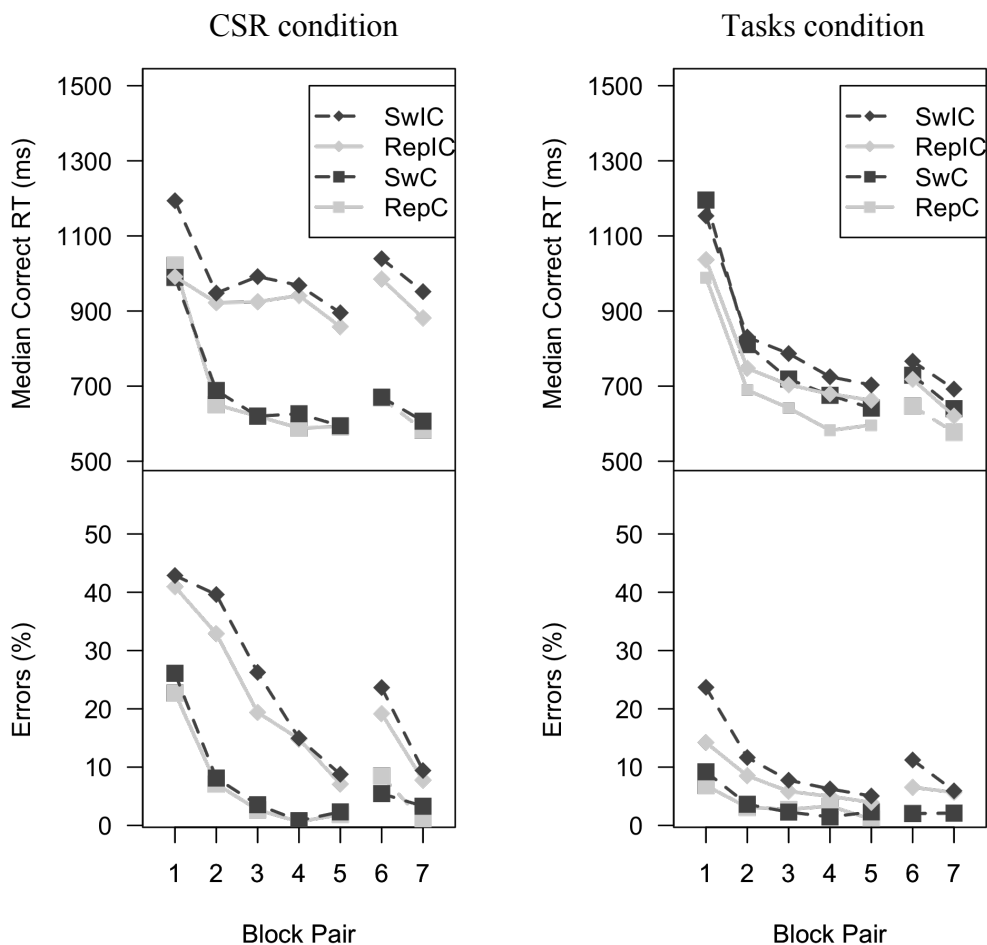 CSR condition
Tasks condition
Median Correct RT (ms)
1500
1300
1100
900
700
500
SwIC
RepIC
SwC
RepC
Median Correct RT (ms)
1500
1300
1100
900
700
500
SwIC
RepIC
SwC
RepC
Errors (%)
50
40
30
20
10
0
Errors (%)
50
40
30
20
10
0
1 2 3 4 5 6 7
1 2 3 4 5 6 7
Block Pair
Block Pair